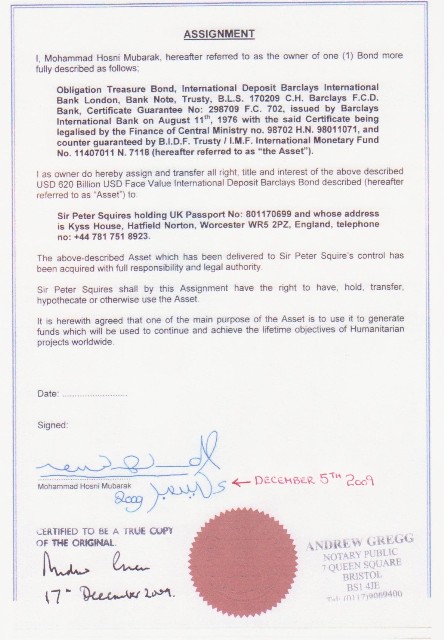 ASSIGNMENT
I, Mohammad Hosni Mubarak, hereafter referred to as the owner of one (1) Bond more
fully described as follows:
Obligation Treasure Bond, International Deposit Barclays International
Bank London, Bank Note, Trusty, B.L.S. 170209 C.H. Barclays F.C.D.
Bank, Certificate Guarantee No: 298709 F.C. 702, issued by Barclays
International Bank on August 11th, 1976 with the said Certificate being
legalised by the Finance of Central Ministry no. 98702 H.N. 98011071, and
counter guaranteed by B.I.D.F. Trusty / I.M.F. International Monetary Fund
No. 11407011 N. 7118 (hereafter referred to as “the Asset”).
I as owner do hereby assign and transfer all right, title and interest of the above described
USD 620 Billion USD Face Value International Deposit Barclays Bond described (hereafter
referred to as “Asset”) to:
Sir Peter Squires holding UK Passport No: 801170699 and whose address
is Kyss House, Hatfield Norton, Worcester WR5 2PZ, England, telephone
no: +44 781 751 8923.
The above-described Asset which has been delivered to Sir Peter Squire's control has
been acquired with full responsibility and legal authority.
Sir Peter Squires shall by this Assignment have the right to have, hold, transfer,
hypothecate or otherwise use the Asset.
It is herewith agreed that one of the main purpose of the Asset is to use it to generate
funds which will be used to continue and achieve the lifetime objectives of Humanitarian
projects worldwide.
Date: ..........................
Signed:
Mohammad Hosni Mubarak
2009 ديسمبر 5
← DECEMBER 5TH 2009
CERTIFIED TO BE A TRUE COPY
OF THE ORIGINAL
17th December 2009.
ANDREW GREGG
NOTARY PUBLIC
7 QUEEN SQUARE
BRISTOL
BS1 4JE
Tel: (0117)9069400